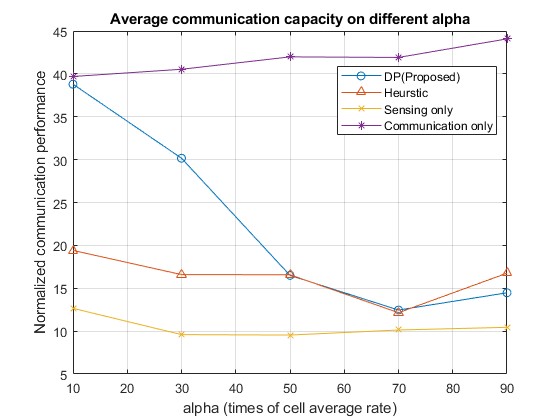 Average communication capacity on different alpha
Normalized communication performance
45
40
35
30
25
20
15
10
5
DP(Proposed)
Heurstic
Sensing only
Communication only
10 20 30 40 50 60 70 80 90
alpha (times of cell average rate)